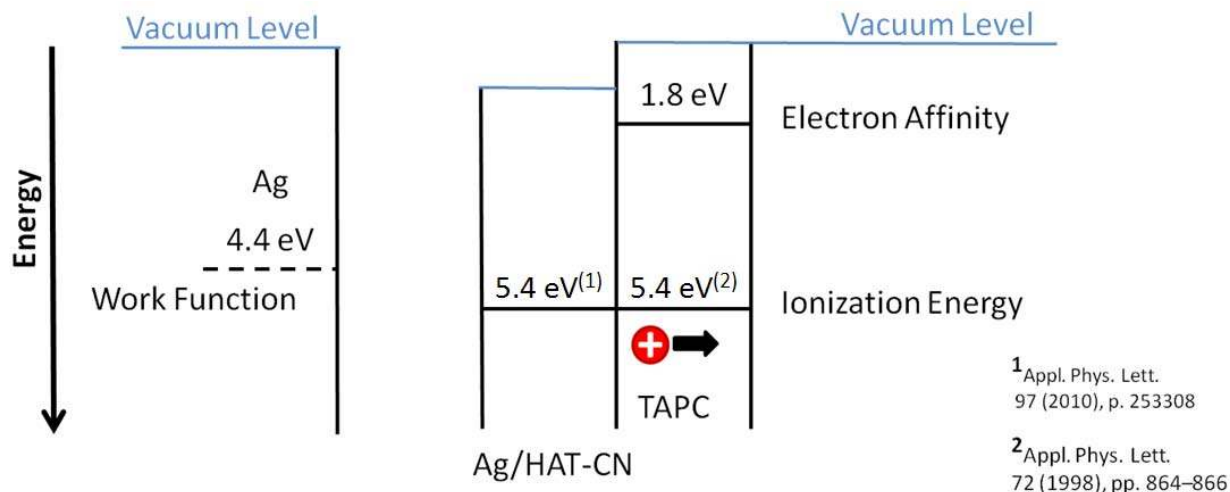 Vacuum Level
Vacuum Level
1.8 eV
Electron Affinity
Energy
Ag
4.4 eV
Work Function
5.4 eV(1)
5.4 eV(2)
Ionization Energy
+
TAPC
Ag/HAT-CN
1Appl. Phys. Lett.
97 (2010), p. 253308
2Appl. Phys. Lett.
72 (1998), pp. 864–866